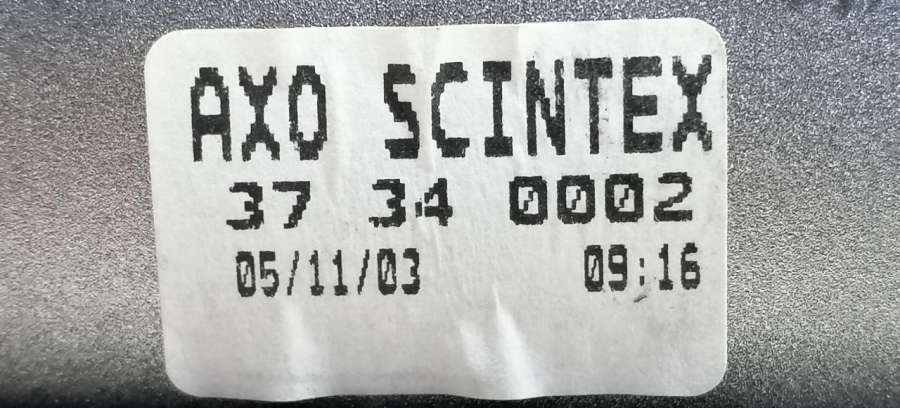 AXO SCINTEX
37 34 0002
05/11/03 09:16